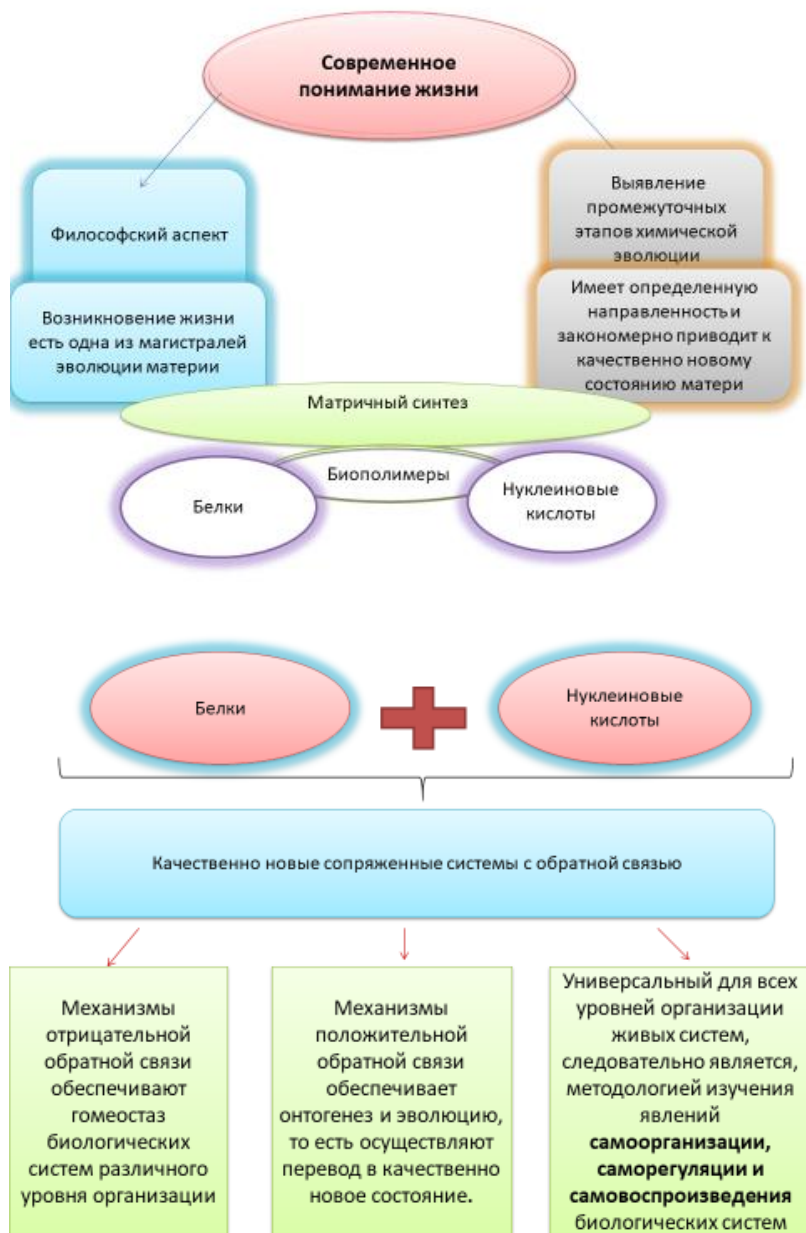 Современное
понимание жизни
Философский аспект
Возникновение жизни
есть одна из магистралей
эволюции материи
Выявление
промежуточных
этапов химической
эволюции
Имеет определенную
направленность и
закономерно приводит к
качественно новому
состоянию матери
Матричный синтез
Биополимеры
Белки
Нуклеиновые
кислоты
Белки
Нуклеиновые
кислоты
Качественно новые сопряженные системы с обратной связью
Механизмы
отрицательной
обратной связи
обеспечивают
гомеостаз
биологических
систем различного
уровня организации
Механизмы
положительной
обратной связи
обеспечивает
онтогенез и эволюцию,
то есть осуществляют
перевод в качественно
новое состояние.
Универсальный для всех
уровней организации
живых систем,
следовательно является,
методологией изучения
явлений
самоорганизации,
саморегуляции и
самовоспроизведения
биологических систем